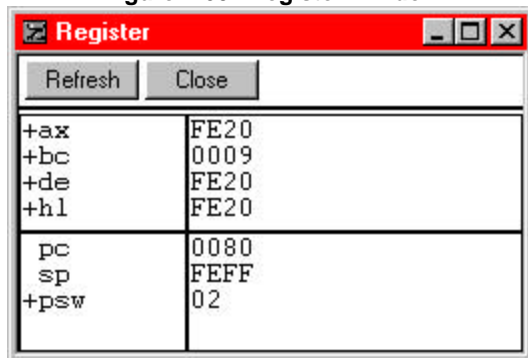 Register
Refresh Close
+ax FE20
+bc 0009
+de FE20
+hl FE20
pc 0080
sp FEFF
+psw 02